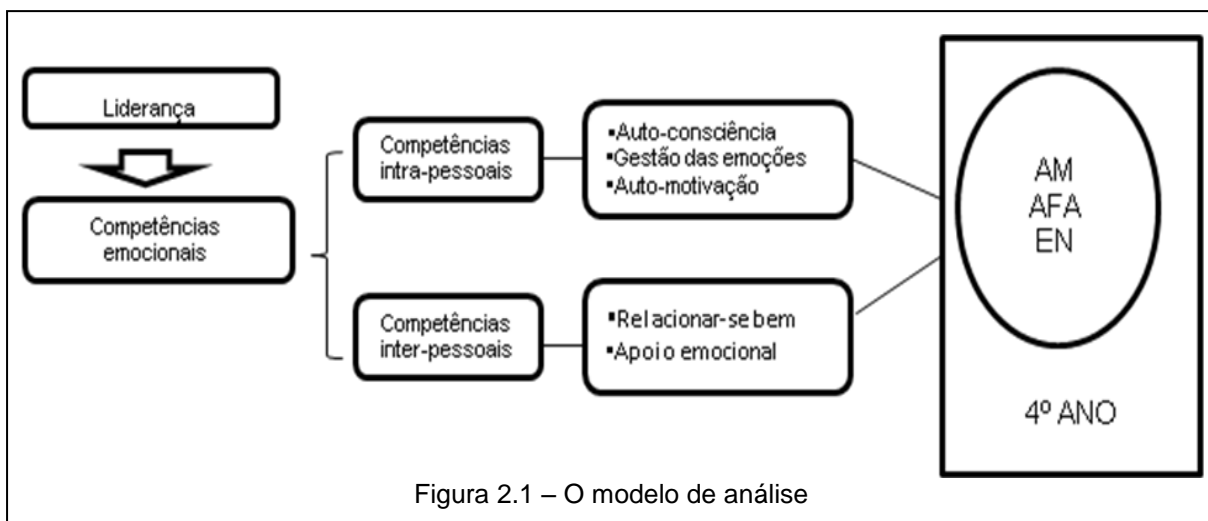 Liderança
Competências
emocionais
Competências
intra-pessoais
▪Auto-consciência
▪Gestão das emoções
▪Auto-motivação
Competências
inter-pessoais
▪Relacionar-se bem
▪Apoio emocional
AM
AFA
EN
4º ANO
Figura 2.1 – O modelo de análise